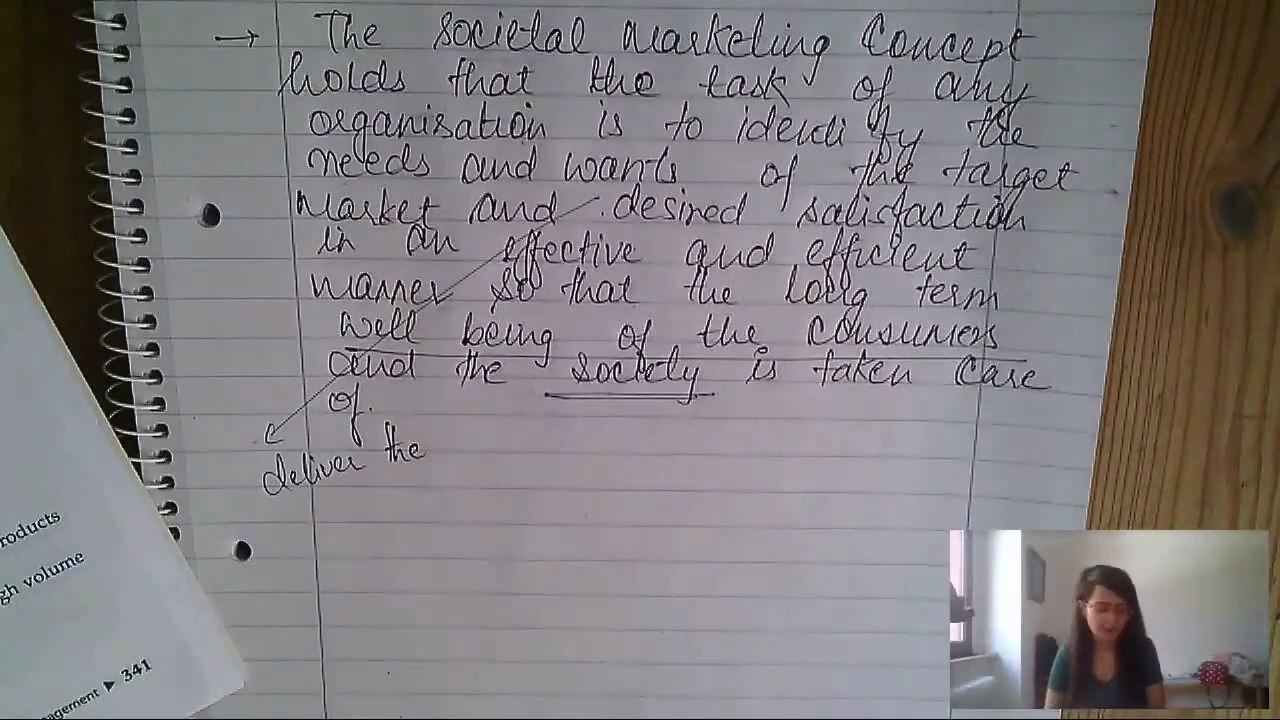 → The societal marketing concept
holds that the task of any
organisation is to identify the
needs and wants of the target
market and desired satisfaction
in an effective and efficient
manner so that the long term
well being of the consumers
and the society is taken care
of.
deliver the
roducts
gh volume
agement ▶ 341